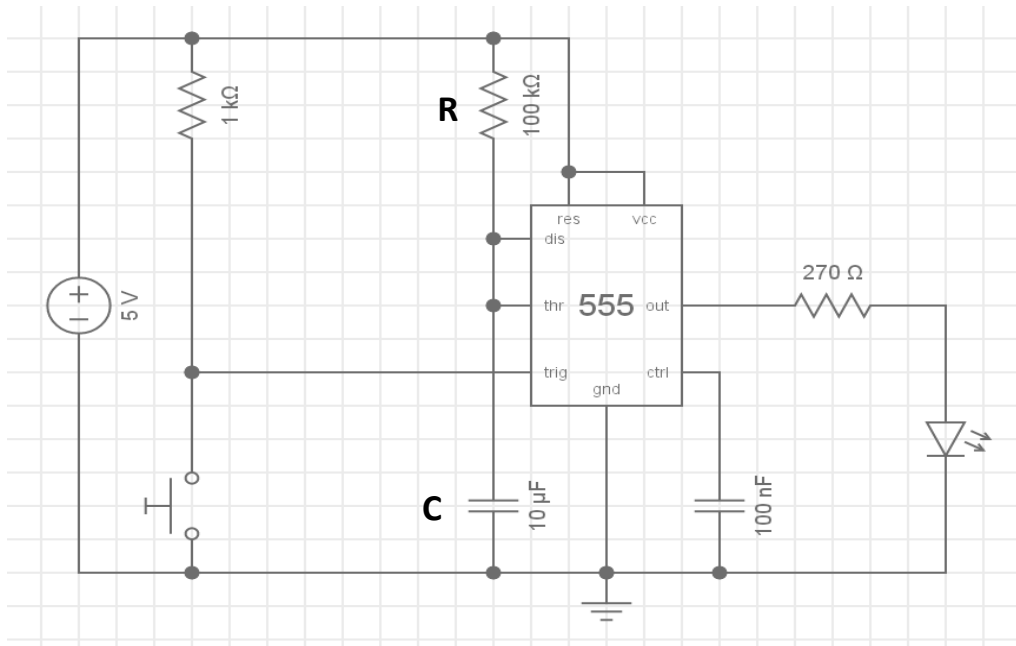 1 kΩ
R
100 kΩ
res
vcc
dis
270 Ω
5 V
thr
555
out
trig
ctrl
gnd
C
10 µF
100 nF